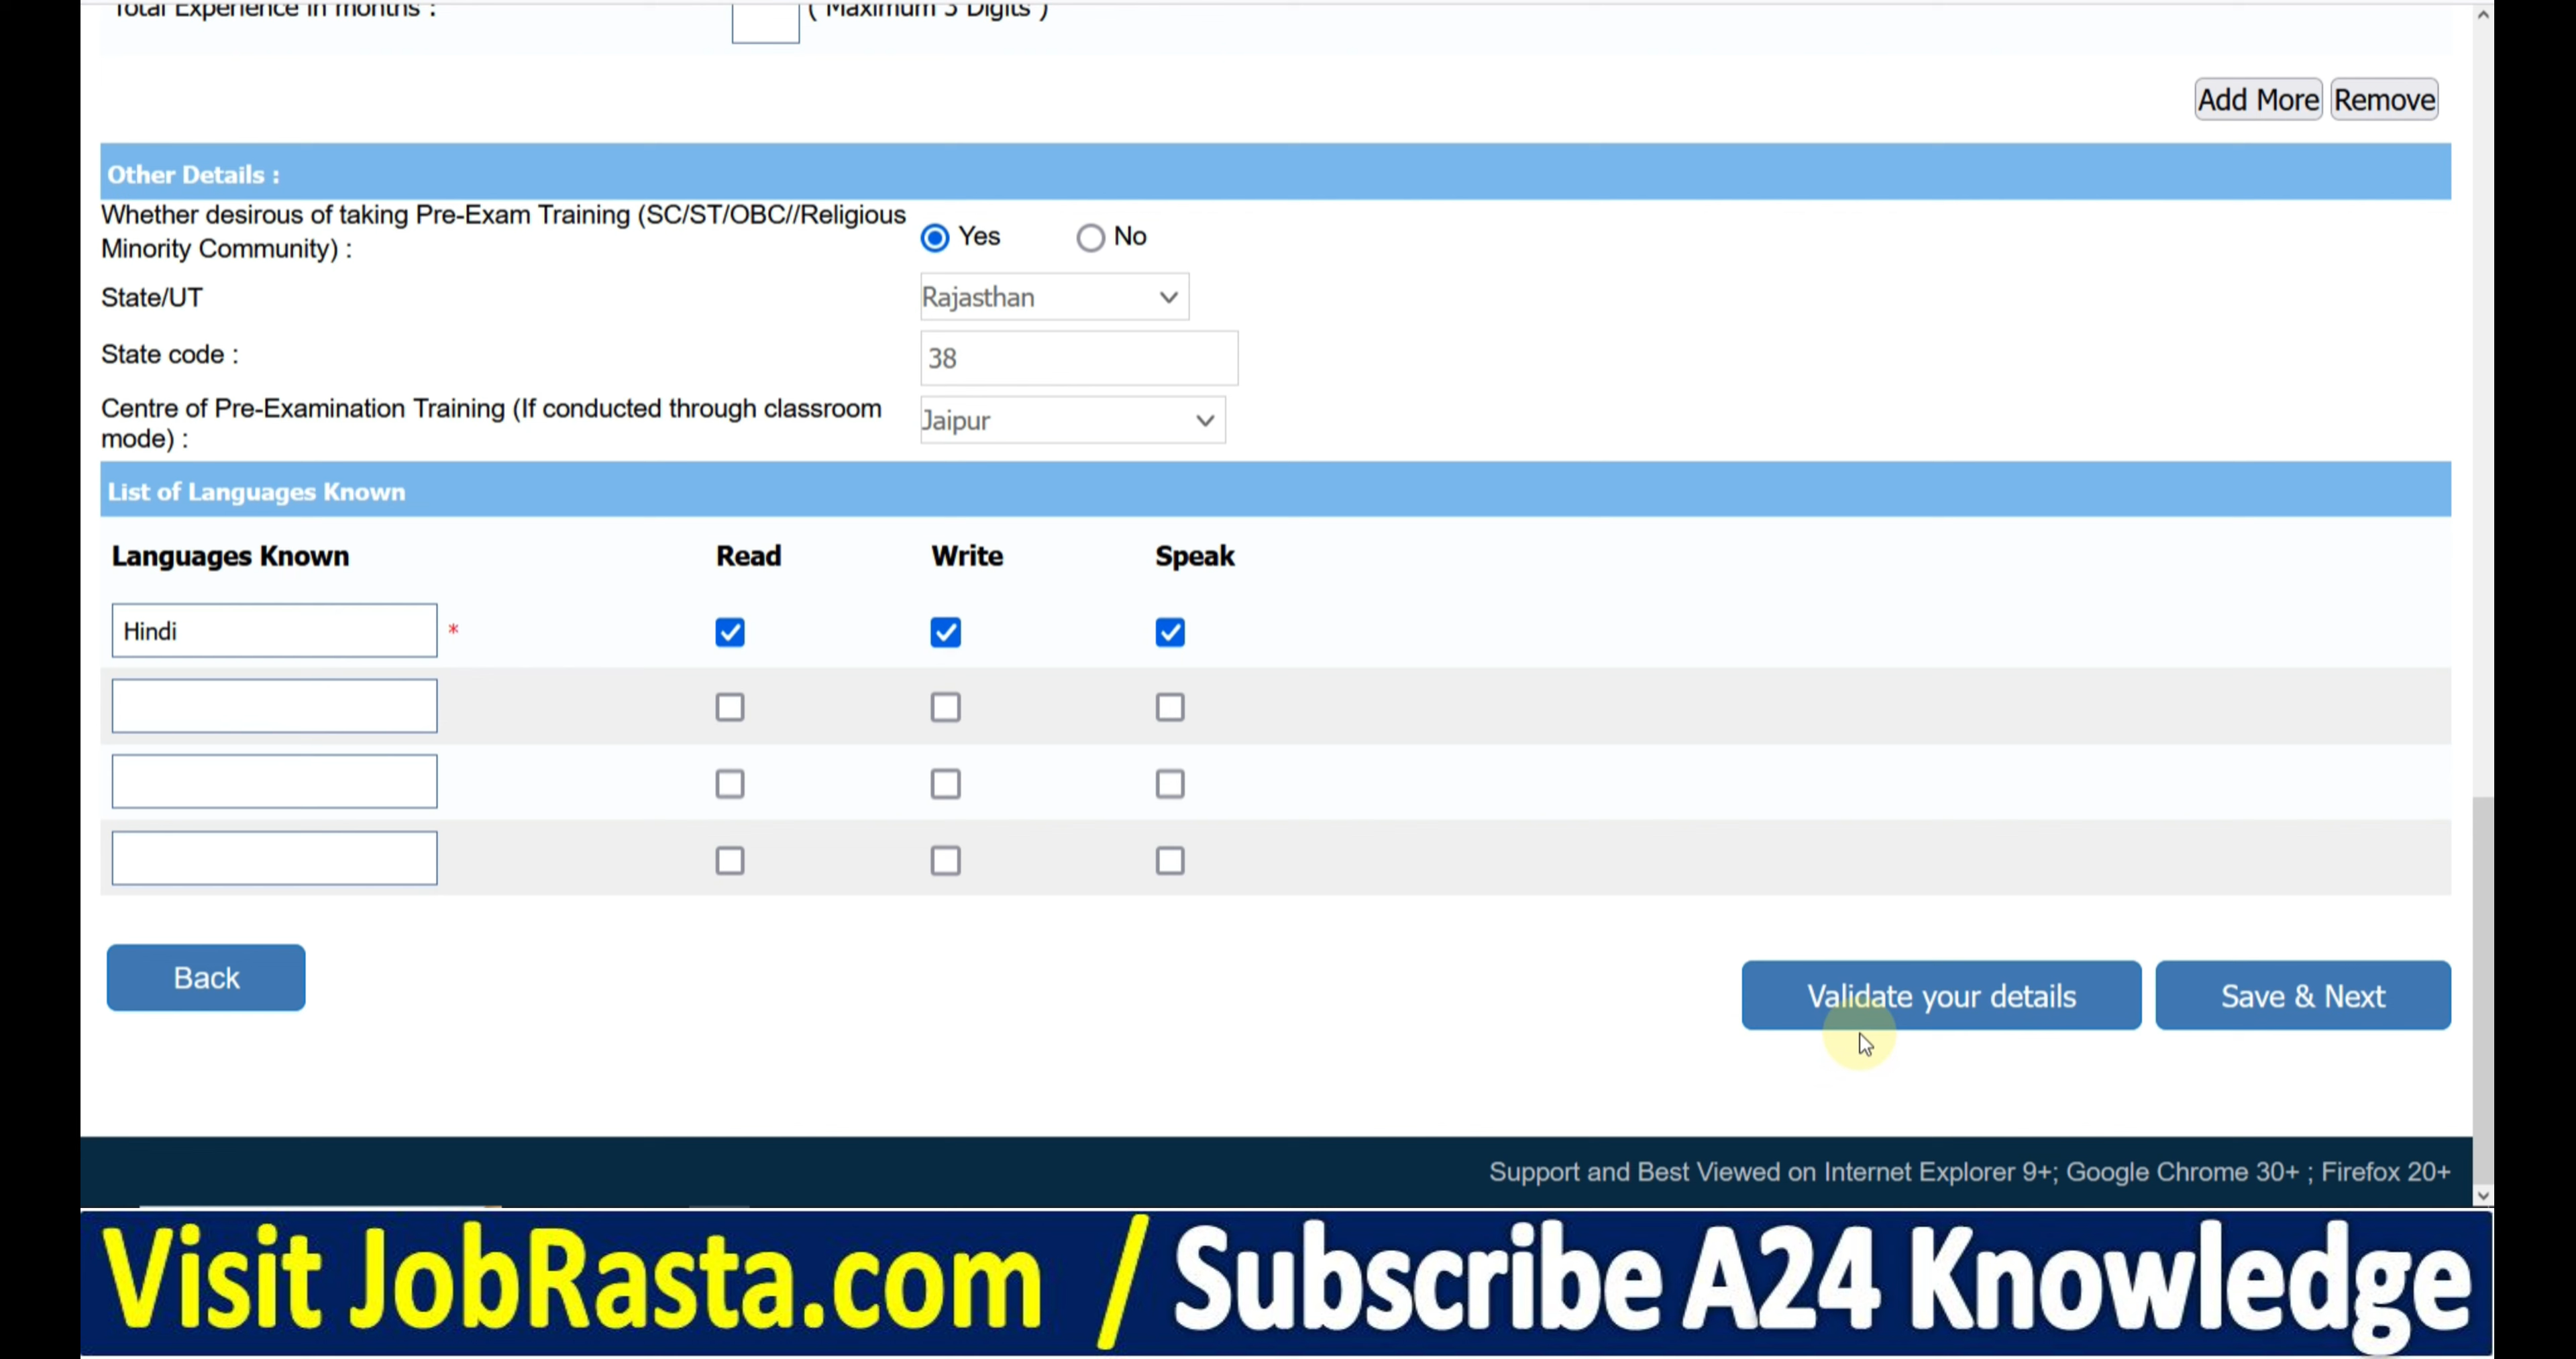 Total Experience in months :
( Maximum 3 Digits )
Add More Remove
Other Details :
Whether desirous of taking Pre-Exam Training (SC/ST/OBC//Religious
Minority Community) :
Yes No
State/UT
Rajasthan
State code :
38
Centre of Pre-Examination Training (If conducted through classroom
mode) :
Jaipur
List of Languages Known
Languages Known Read Write Speak
Hindi *
Back
Validate your details
Save & Next
Support and Best Viewed on Internet Explorer 9+; Google Chrome 30+ ; Firefox 20+
Visit JobRasta.com / Subscribe A24 Knowledge